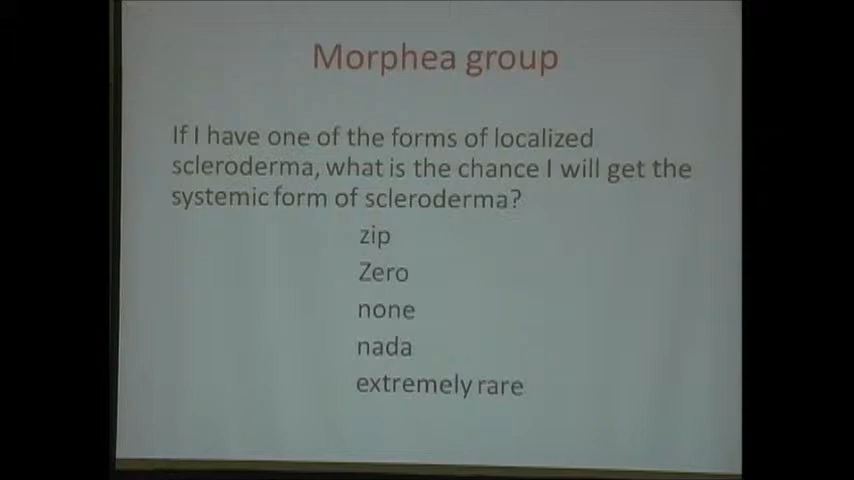 Morphea group
If I have one of the forms of localized
scleroderma, what is the chance I will get the
systemic form of scleroderma?
zip
Zero
none
nada
extremely rare